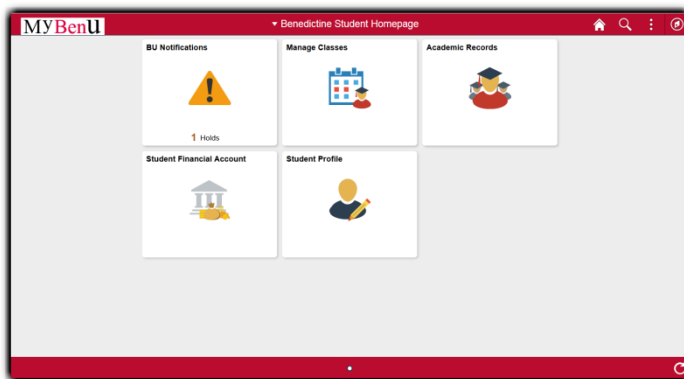 MyBenU
Benedictine Student Homepage
BU Notifications
Manage Classes
Academic Records
1 Holds
Student Financial Account
Student Profile